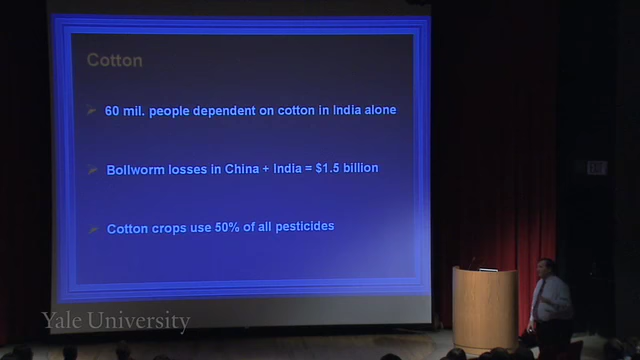 Cotton
60 mil. people dependent on cotton in India alone
Bollworm losses in China + India = $1.5 billion
Cotton crops use 50% of all pesticides
Yale University